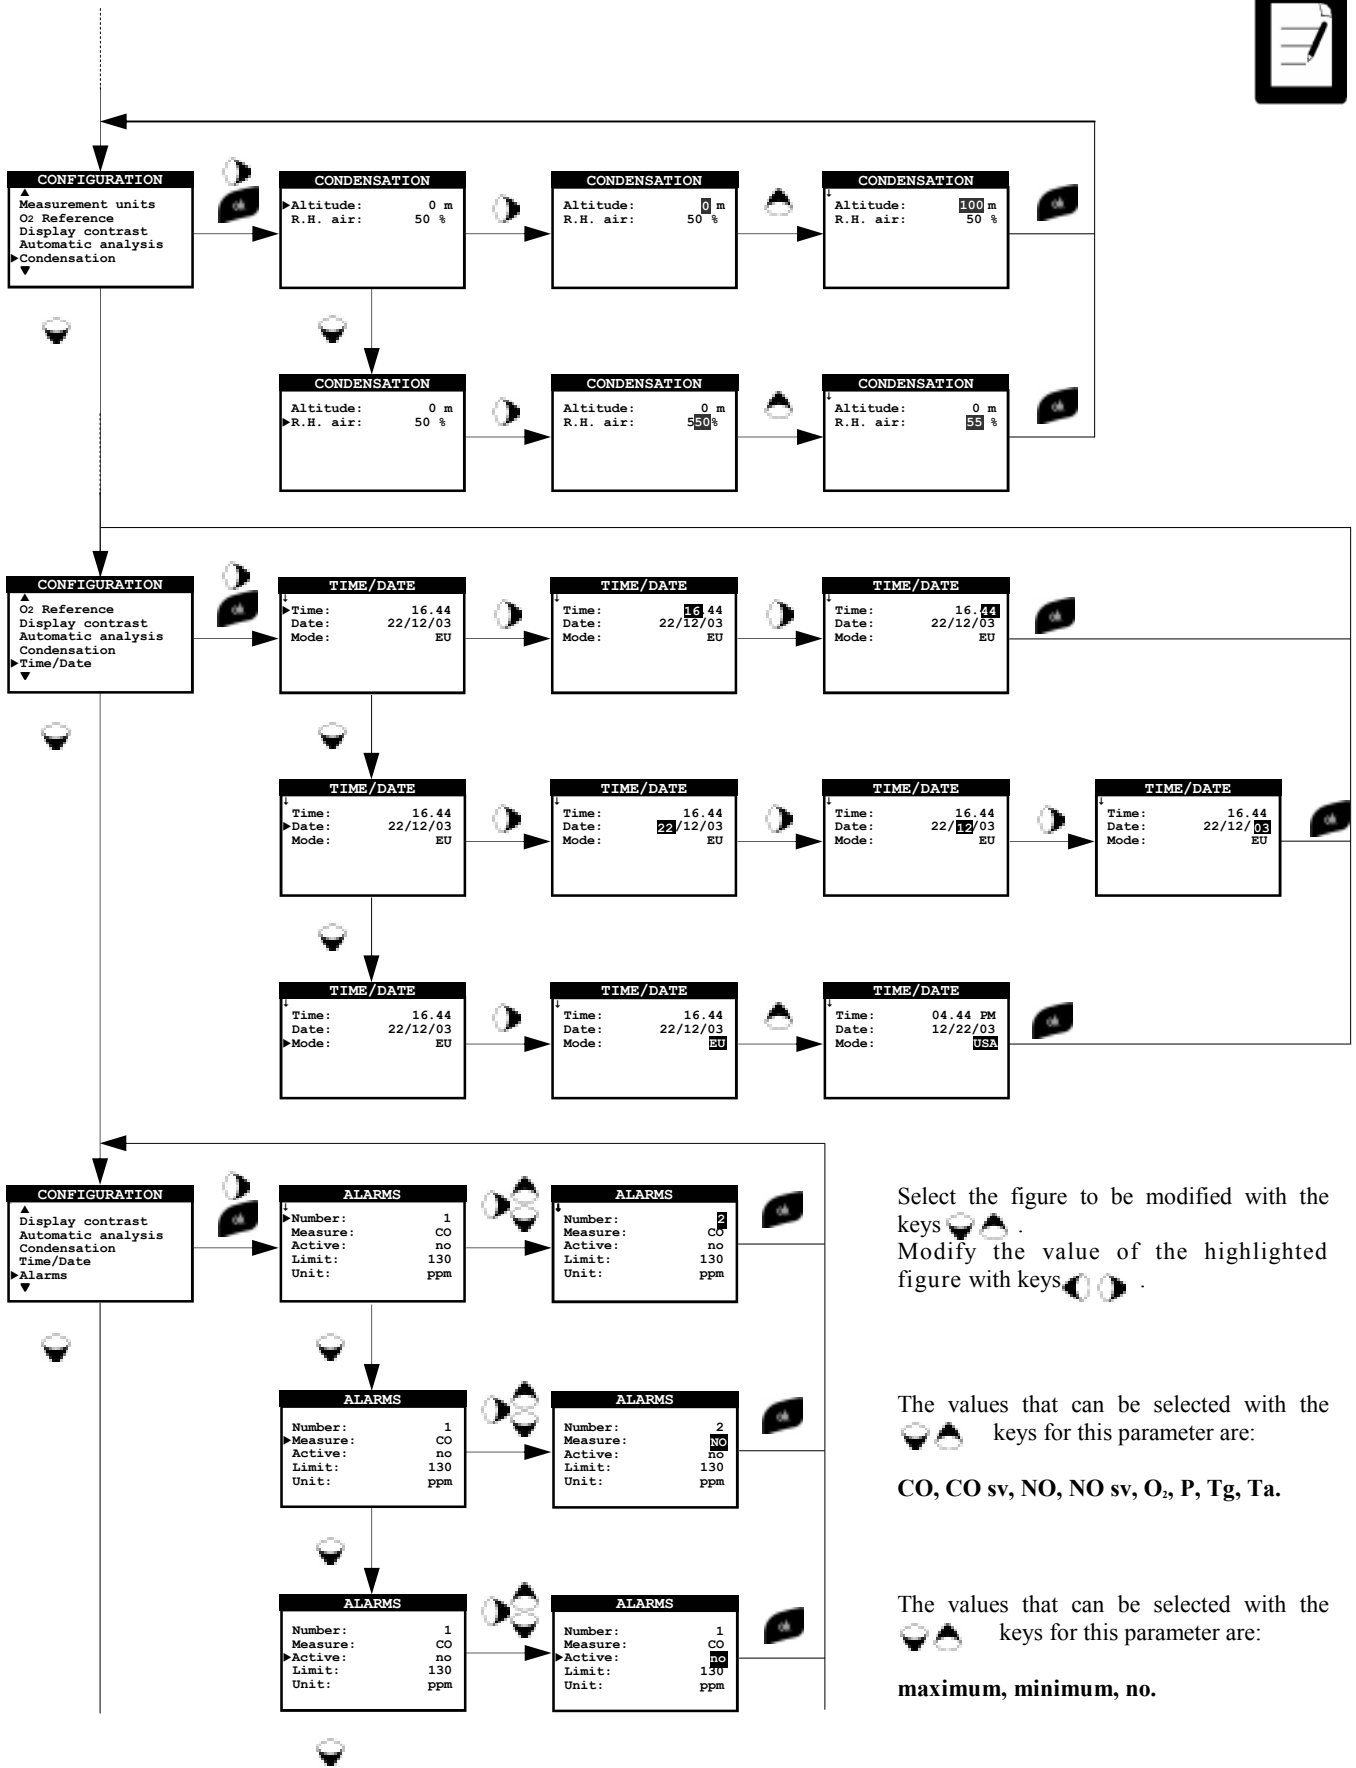 CONFIGURATION
Measurement units
O2 Reference
Display contrast
Automatic analysis
Condensation
ok
CONDENSATION
Altitude: 0 m
R.H. air: 50 %
CONDENSATION
Altitude: 0 m
R.H. air: 50 %
CONDENSATION
Altitude: 100 m
R.H. air: 50 %
ok
CONDENSATION
Altitude: 0 m
R.H. air: 50 %
CONDENSATION
Altitude: 0 m
R.H. air: 550%
CONDENSATION
Altitude: 0 m
R.H. air: 55 %
ok
CONFIGURATION
O2 Reference
Display contrast
Automatic analysis
Condensation
Time/Date
ok
TIME/DATE
Time: 16.44
Date: 22/12/03
Mode: EU
TIME/DATE
Time: 16.44
Date: 22/12/03
Mode: EU
TIME/DATE
Time: 16.44
Date: 22/12/03
Mode: EU
ok
TIME/DATE
Time: 16.44
Date: 22/12/03
Mode: EU
TIME/DATE
Time: 16.44
Date: 22/12/03
Mode: EU
TIME/DATE
Time: 16.44
Date: 22/12/03
Mode: EU
TIME/DATE
Time: 16.44
Date: 22/12/03
Mode: EU
ok
TIME/DATE
Time: 16.44
Date: 22/12/03
Mode: EU
TIME/DATE
Time: 16.44
Date: 22/12/03
Mode: EU
TIME/DATE
Time: 04.44 PM
Date: 12/22/03
Mode: USA
ok
CONFIGURATION
Display contrast
Automatic analysis
Condensation
Time/Date
Alarms
ok
ALARMS
Number: 1
Measure: CO
Active: no
Limit: 130
Unit: ppm
ALARMS
Number: 2
Measure: CO
Active: no
Limit: 130
Unit: ppm
ok
Select the figure to be modified with the
keys .
Modify the value of the highlighted
figure with keys .
ALARMS
Number: 1
Measure: CO
Active: no
Limit: 130
Unit: ppm
ALARMS
Number: 2
Measure: NO
Active: no
Limit: 130
Unit: ppm
ok
The values that can be selected with the
keys for this parameter are:
CO, CO sv, NO, NO sv, O₂, P, Tg, Ta.
ALARMS
Number: 1
Measure: CO
Active: no
Limit: 130
Unit: ppm
ALARMS
Number: 1
Measure: CO
Active: no
Limit: 130
Unit: ppm
ok
The values that can be selected with the
keys for this parameter are:
maximum, minimum, no.